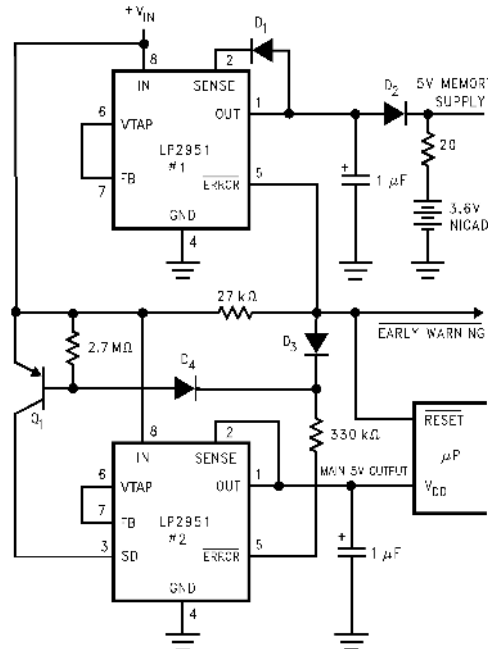 +VIN
D1
8
2
IN
SENSE
D2
5V MEMORY
SUPPLY
6
VTAP
OUT
1
LP2951
#1
20
7
FB
ERROR
5
+
1 μF
3.6V
NICAD
GND
4
27 kΩ
EARLY WARNING
2.7 MΩ
D4
D3
Q1
8
2
330 kΩ
RESET
IN
SENSE
μP
6
VTAP
OUT
1
MAIN 5V OUTPUT
VDD
LP2951
#2
7
FB
3
SD
ERROR
5
+
1 μF
GND
4